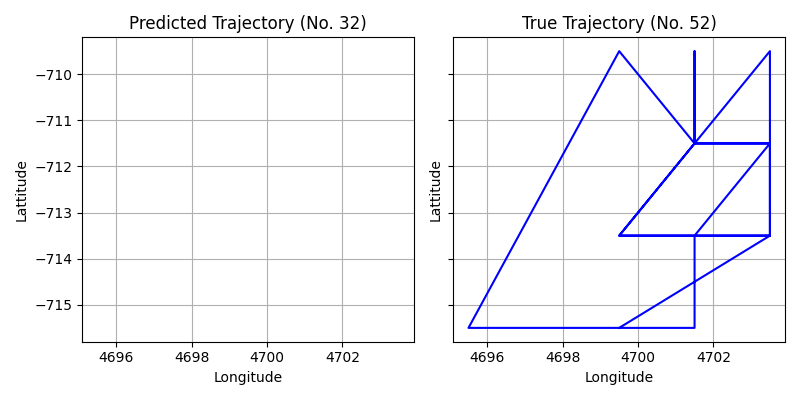 Predicted Trajectory (No. 32)
True Trajectory (No. 52)
Lattitude
−710
−711
−712
−713
−714
−715
4696
4698
4700
4702
Longitude
Lattitude
4696
4698
4700
4702
Longitude